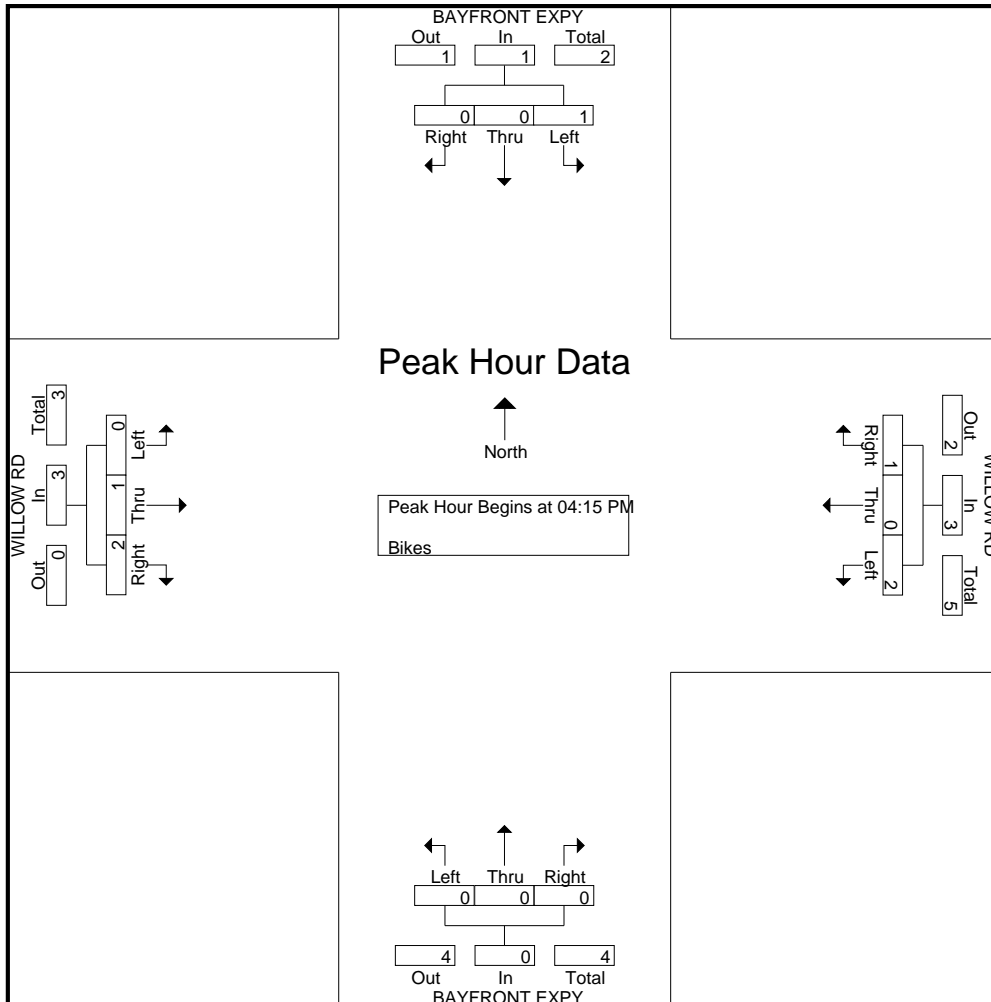 BAYFRONT EXPY
Out In Total
1 1 2
0 0 1
Right Thru Left
Peak Hour Data
North
Peak Hour Begins at 04:15 PM
Bikes
WILLOW RD
Total In Out
3 3 0
0 1 2
Left Thru Right
WILLOW RD
Out In Total
2 3 5
1 0 2
Right Thru Left
Left Thru Right
0 0 0
4 0 4
Out In Total
BAYFRONT EXPY